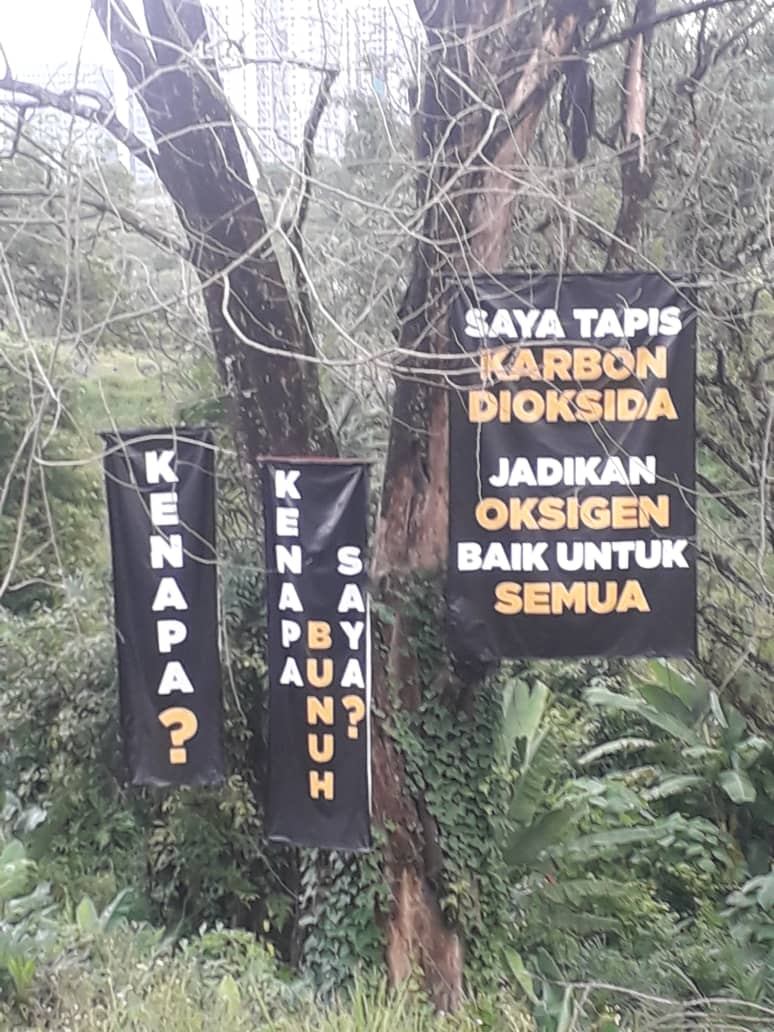 KENAPA?
KENAPA
BUNUH
SAYA?
SAYA TAPIS
KARBON
DIOKSIDA
JADIKAN
OKSIGEN
BAIK UNTUK
SEMUA